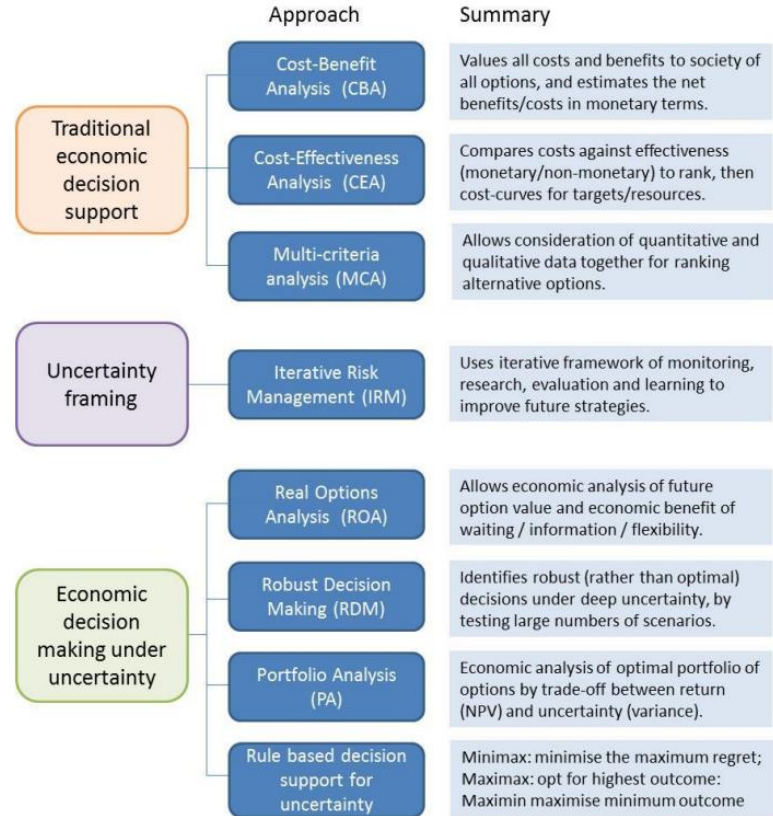 Approach
Summary
Traditional
economic
decision
support
Cost-Benefit
Analysis (CBA)
Values all costs and benefits to society of
all options, and estimates the net
benefits/costs in monetary terms.
Cost-Effectiveness
Analysis (CEA)
Compares costs against effectiveness
(monetary/non-monetary) to rank, then
cost-curves for targets/resources.
Multi-criteria
analysis (MCA)
Allows consideration of quantitative and
qualitative data together for ranking
alternative options.
Uncertainty
framing
Iterative Risk
Management (IRM)
Uses iterative framework of monitoring,
research, evaluation and learning to
improve future strategies.
Economic
decision
making under
uncertainty
Real Options
Analysis (ROA)
Allows economic analysis of future
option value and economic benefit of
waiting / information / flexibility.
Robust Decision
Making (RDM)
Identifies robust (rather than optimal)
decisions under deep uncertainty, by
testing large numbers of scenarios.
Portfolio Analysis
(PA)
Economic analysis of optimal portfolio of
options by trade-off between return
(NPV) and uncertainty (variance).
Rule based decision
support for
uncertainty
Minimax: minimise the maximum regret;
Maximax: opt for highest outcome:
Maximin maximise minimum outcome